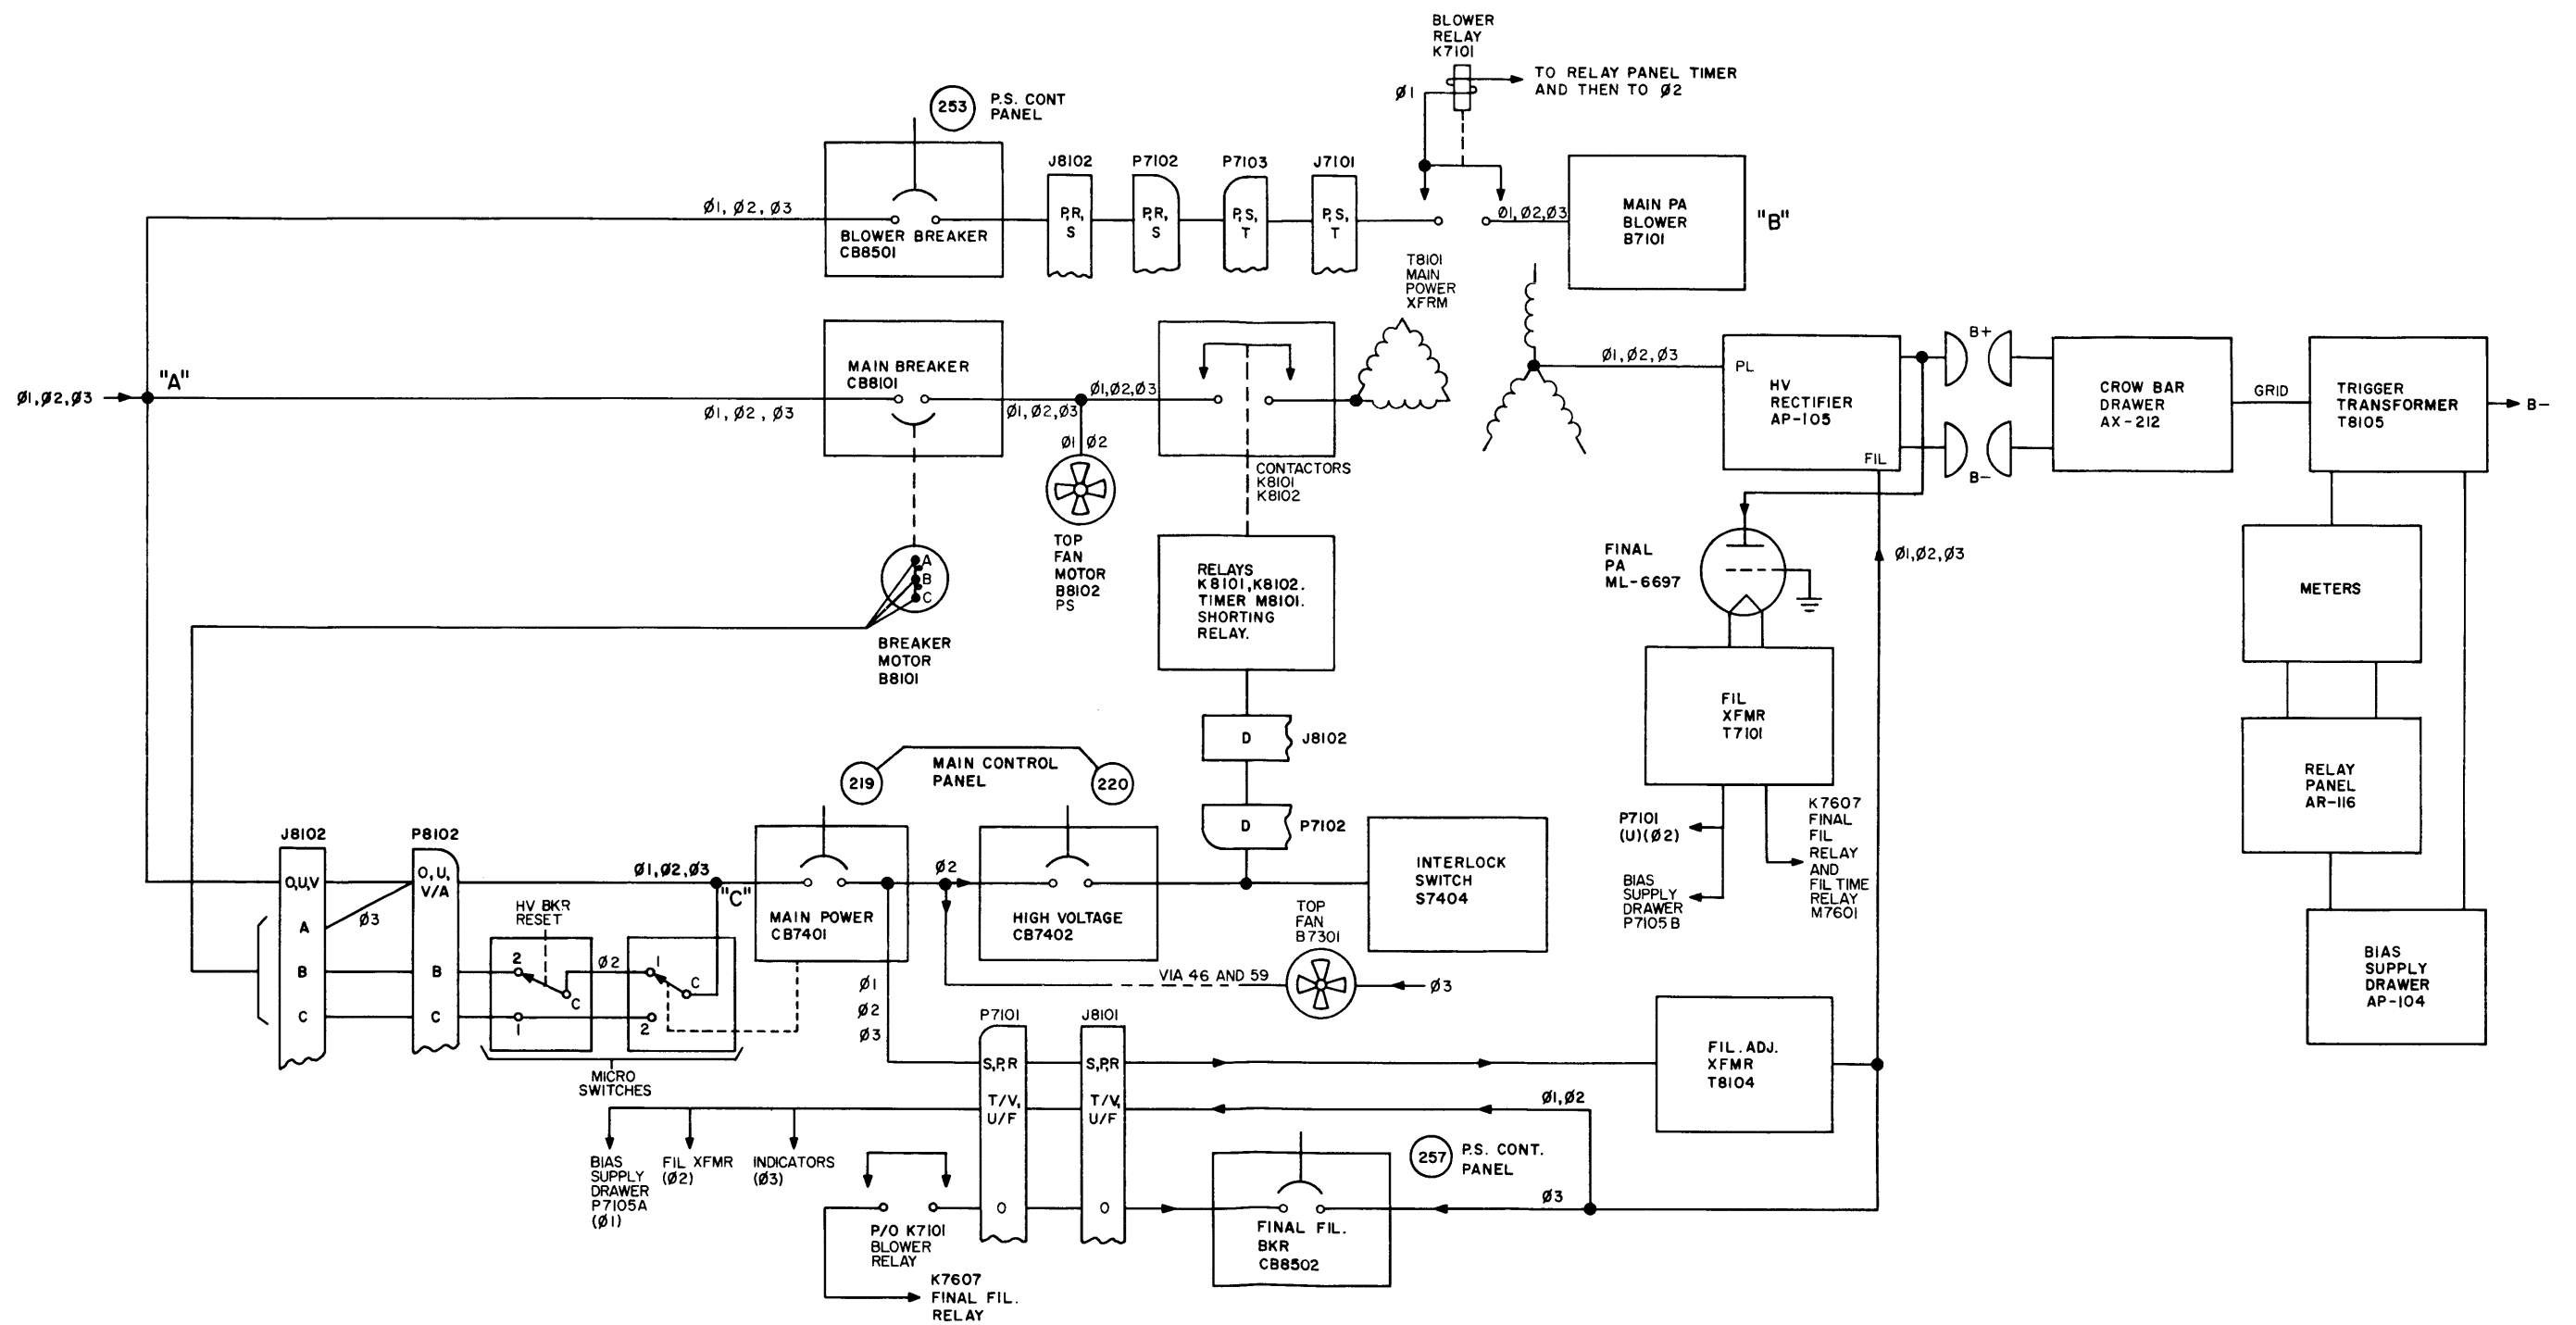 BLOWER
RELAY
K7101
Ø1
TO RELAY PANEL TIMER
AND THEN TO Ø2
253
P.S. CONT
PANEL
Ø1, Ø2, Ø3
BLOWER BREAKER
CB8501
J8102
P,R,
S
P7102
P,R,
S
P7103
P,S,
T
J7101
P,S,
T
Ø1,Ø2,Ø3
MAIN PA
BLOWER
B7101
"B"
Ø1,Ø2,Ø3
"A"
Ø1, Ø2, Ø3
MAIN BREAKER
CB8101
Ø1,Ø2,Ø3
Ø1,Ø2,Ø3
Ø1 Ø2
TOP
FAN
MOTOR
B8102
PS
CONTACTORS
K8101
K8102
T8101
MAIN
POWER
XFRM
Ø1,Ø2,Ø3
PL
HV
RECTIFIER
AP-105
FIL
B+
B-
CROW BAR
DRAWER
AX-212
GRID
TRIGGER
TRANSFORMER
T8105
B-
A
B
C
BREAKER
MOTOR
B8101
RELAYS
K8101,K8102.
TIMER M8101.
SHORTING
RELAY.
D
J8102
D
P7102
FINAL
PA
ML-6697
Ø1,Ø2,Ø3
FIL
XFMR
T7101
P7101
(U)(Ø2)
BIAS
SUPPLY
DRAWER
P7105B
K7607
FINAL
FIL
RELAY
AND
FIL TIME
RELAY
M7601
METERS
RELAY
PANEL
AR-116
BIAS
SUPPLY
DRAWER
AP-104
219
MAIN CONTROL
PANEL
220
J8102
O,U,V
A
B
C
Ø3
P8102
O,U,
V/A
B
C
HV BKR
RESET
2
C
1
Ø2
1
C
2
MICRO
SWITCHES
Ø1,Ø2,Ø3
"C"
MAIN POWER
CB7401
Ø2
HIGH VOLTAGE
CB7402
INTERLOCK
SWITCH
S7404
Ø1
Ø2
Ø3
VIA 46 AND 59
TOP
FAN
B7301
Ø3
P7101
S,P,R
T/V,
U/F
O
J8101
S,P,R
T/V,
U/F
O
FIL. ADJ.
XFMR
T8104
Ø1,Ø2
BIAS
SUPPLY
DRAWER
P7105A
(Ø1)
FIL XFMR
(Ø2)
INDICATORS
(Ø3)
P/O K7101
BLOWER
RELAY
K7607
FINAL FIL.
RELAY
257
P.S. CONT.
PANEL
FINAL FIL.
BKR
CB8502
Ø3